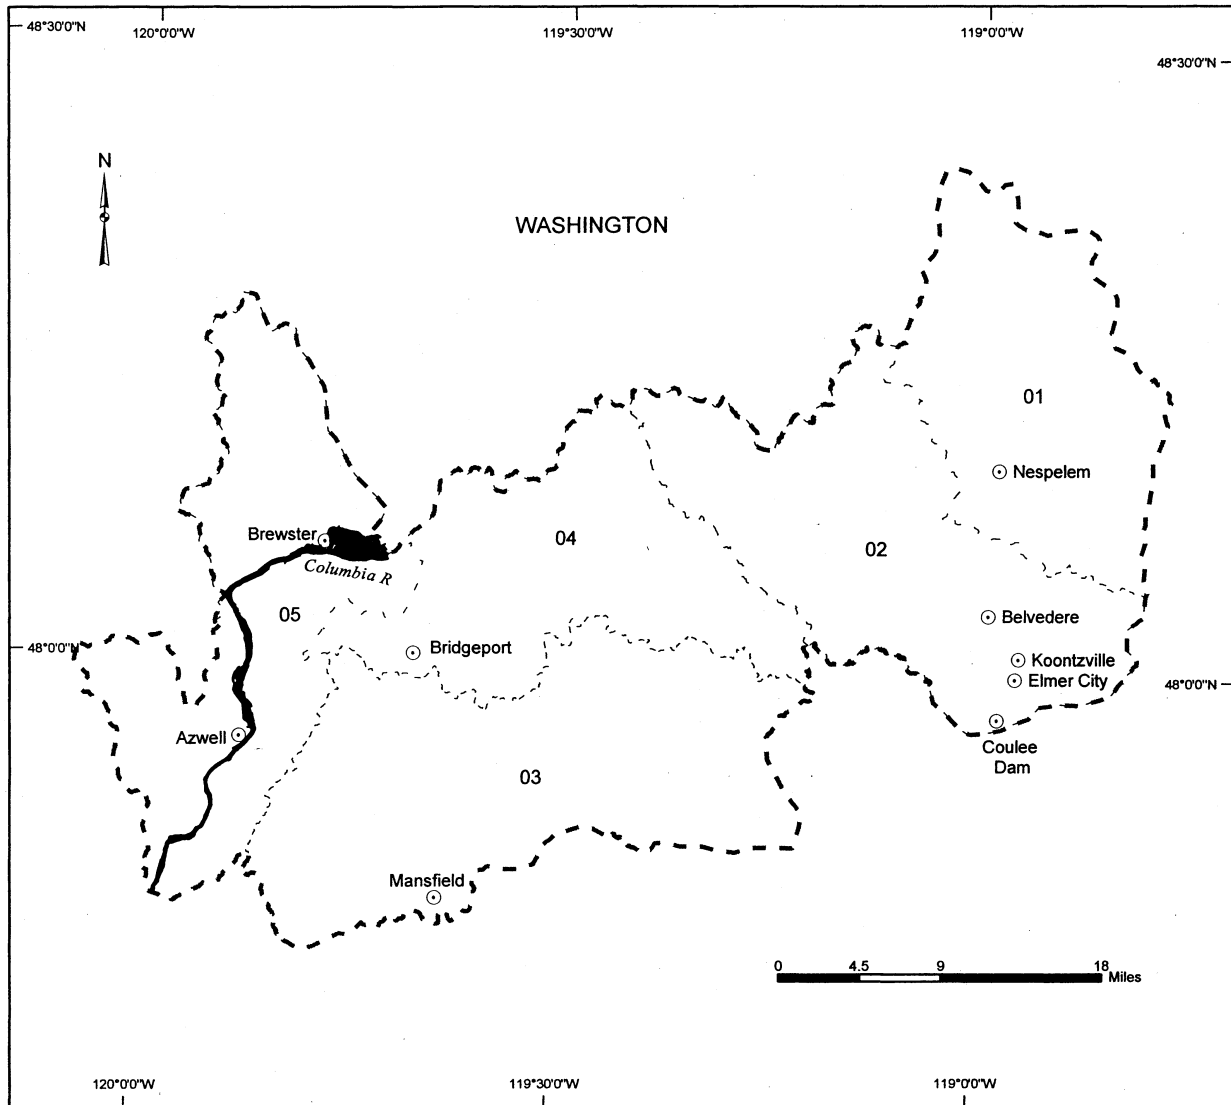 120°0'0"W
119°30'0"W
119°0'0"W
48°30'0"N
48°30'0"N
N
WASHINGTON
01
Nespelem
Brewster
04
02
Columbia R
05
Belvedere
48°0'0"N
Bridgeport
Koontzville
Elmer City
48°0'0"N
Azwell
Coulee
Dam
03
Mansfield
0 4.5 9 18
Miles
120°0'0"W
119°30'0"W
119°0'0"W